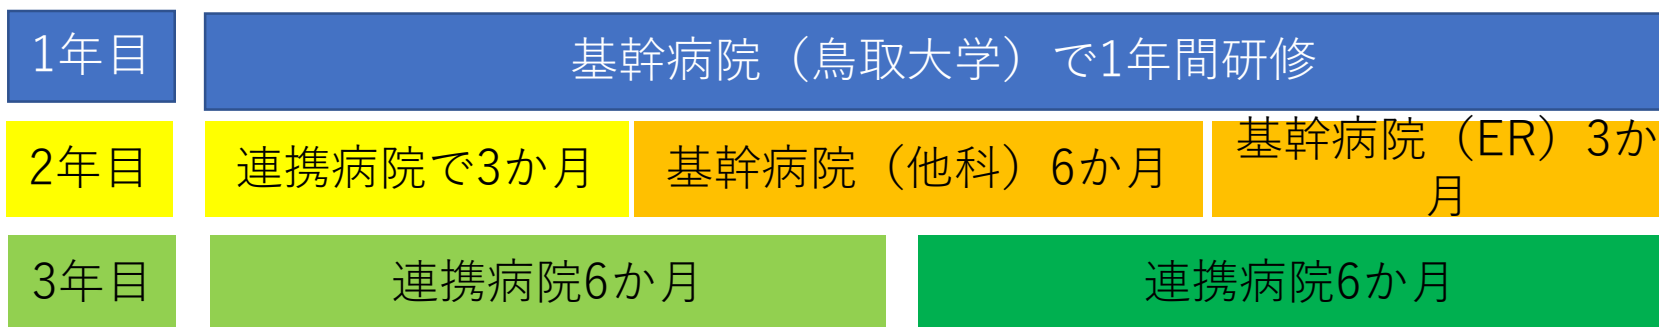 1年目
基幹病院（鳥取大学）で1年間研修
2年目
連携病院で3か月
基幹病院（他科）6か月
基幹病院（ER）3か
月
3年目
連携病院6か月
連携病院6か月